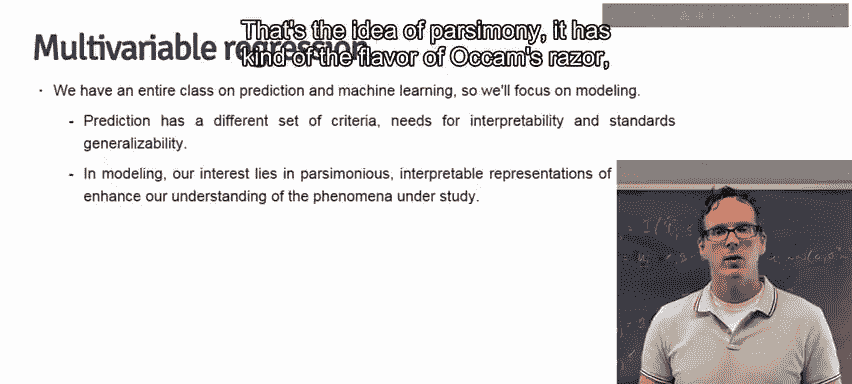 That's the idea of parsimony, it has
kind of the flavor of Occam's razor,
Multivariable regression
· We have an entire class on prediction and machine learning, so we'll focus on modeling.
- Prediction has a different set of criteria, needs for interpretability and standards
generalizability.
- In modeling, our interest lies in parsimonious, interpretable representations of
enhance our understanding of the phenomena under study.